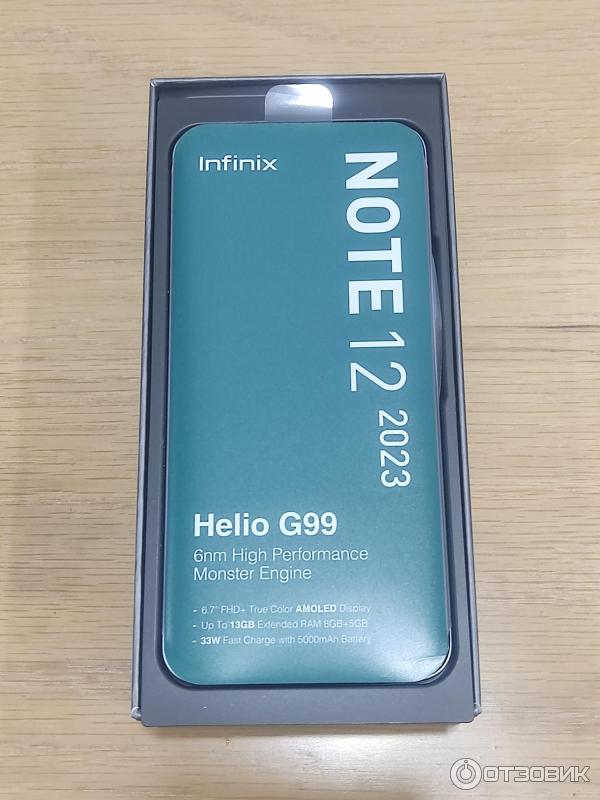 Infinix
NOTE 12 2023
Helio G99
6nm High Performance
Monster Engine
- 6.7" FHD+ True Color AMOLED Display
- Up To 13GB Extended RAM 8GB+5GB
- 33W Fast Charge with 5000mAh Battery
ОТЗОВИК